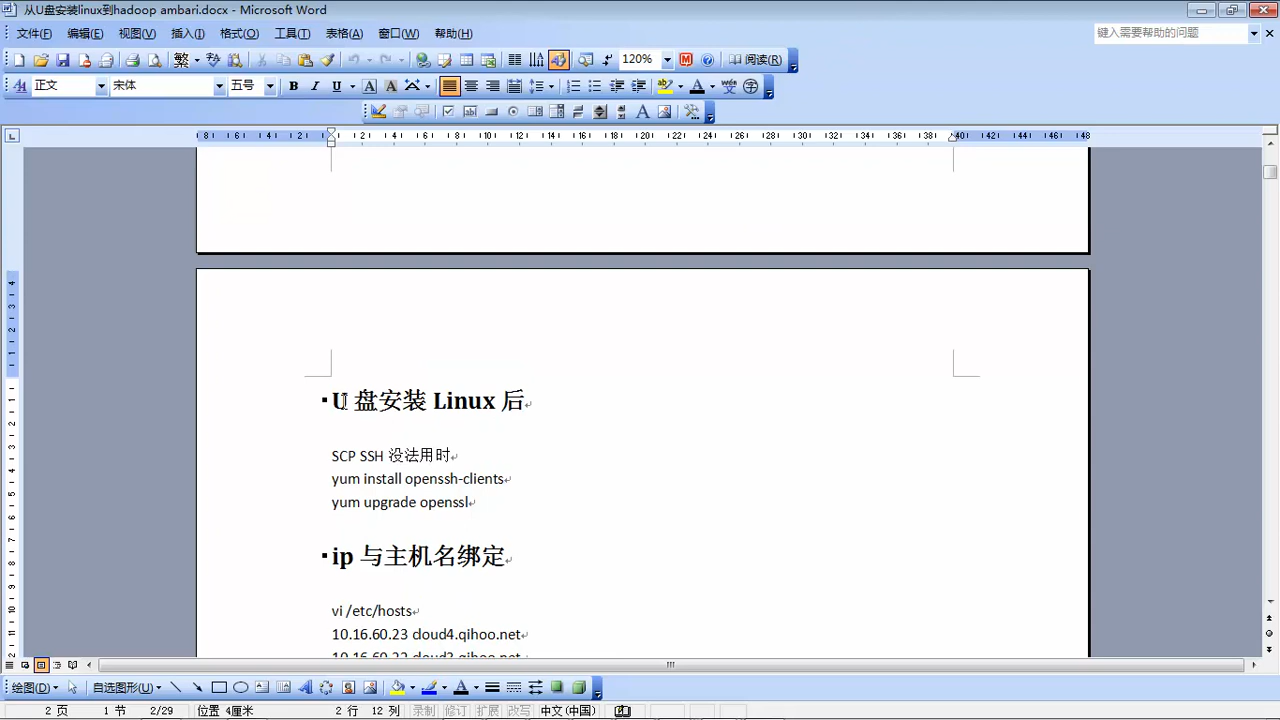 从U盘安装linux到hadoop ambari.docx - Microsoft Word
文件(F) 编辑(E) 视图(V) 插入(I) 格式(O) 工具(T) 表格(A) 窗口(W) 帮助(H) 键入需要帮助的问题
繁 120% 阅读(R)
正文 宋体 五号 B I U A A A 字
U 盘安装 Linux 后
SCP SSH 没法用时
yum install openssh-clients
yum upgrade openssl
ip 与主机名绑定
vi /etc/hosts
10.16.60.23 cloud4.qihoo.net
10.16.60.22 cloud3.qihoo.net
绘图(D) 自选图形(U)
2 页 1 节 2/29 位置 4厘米 2 行 12 列 录制 修订 扩展 改写 中文(中国)